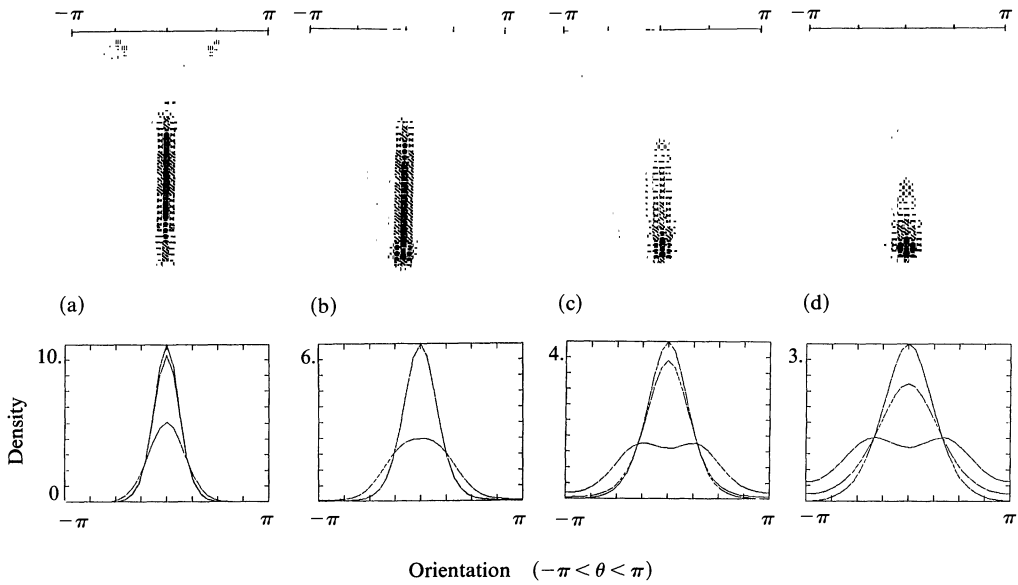 −π π −π π −π π −π π
(a) (b) (c) (d)
10. 6. 4. 3.
Density
0
−π π −π π −π π −π π
Orientation (−π < θ < π)